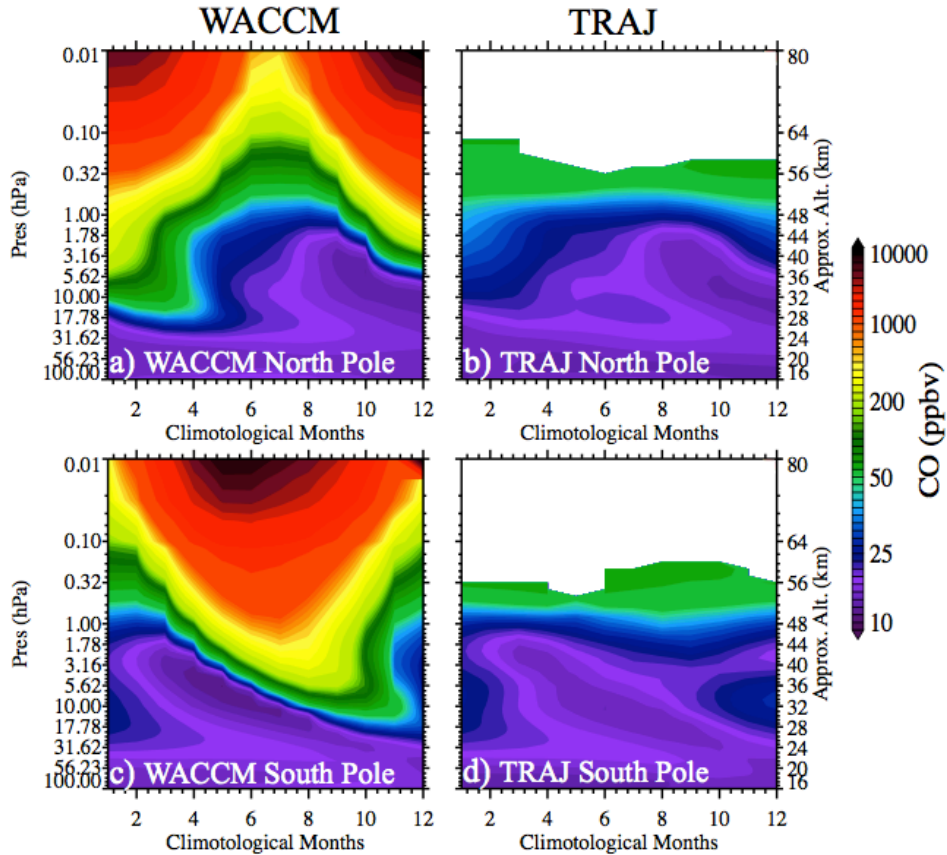 WACCM
TRAJ
0.01
0.10
0.32
1.00
1.78
3.16
5.62
10.00
17.78
31.62
56.23
100.00
Pres (hPa)
a) WACCM North Pole
2 4 6 8 10 12
Climotological Months
b) TRAJ North Pole
2 4 6 8 10 12
Climotological Months
80
64
56
48
44
40
36
32
28
24
20
16
Approx. Alt. (km)
0.01
0.10
0.32
1.00
1.78
3.16
5.62
10.00
17.78
31.62
56.23
100.00
Pres (hPa)
c) WACCM South Pole
2 4 6 8 10 12
Climotological Months
d) TRAJ South Pole
2 4 6 8 10 12
Climotological Months
80
64
56
48
44
40
36
32
28
24
20
16
Approx. Alt. (km)
10000
1000
200
50
25
10
CO (ppbv)